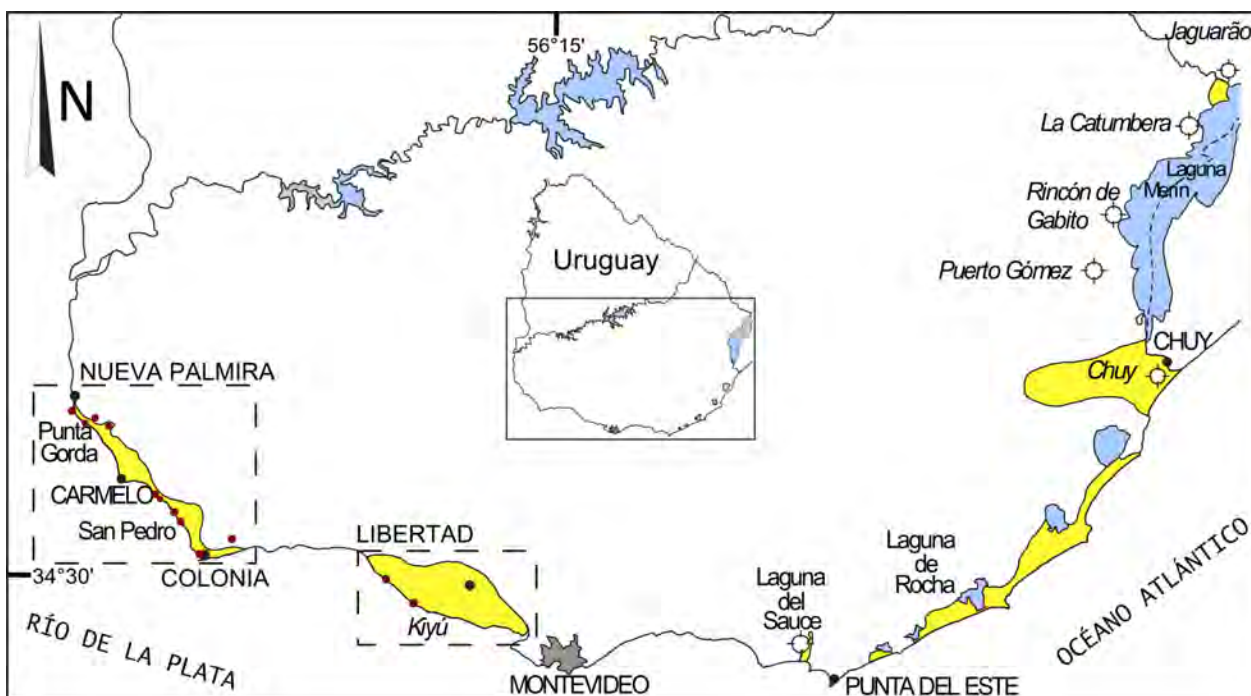 56°15'
Jaguarão
N
La Catumbera
Laguna
Merin
Rincón de
Gabito
Uruguay
Puerto Gómez
CHUY
Chuy
NUEVA PALMIRA
Punta
Gorda
CARMELO
San Pedro
COLONIA
34°30'
LIBERTAD
Kiyú
Laguna
del
Sauce
Laguna
de Rocha
RÍO DE LA PLATA
MONTEVIDEO
PUNTA DEL ESTE
OCÉANO ATLÁNTICO